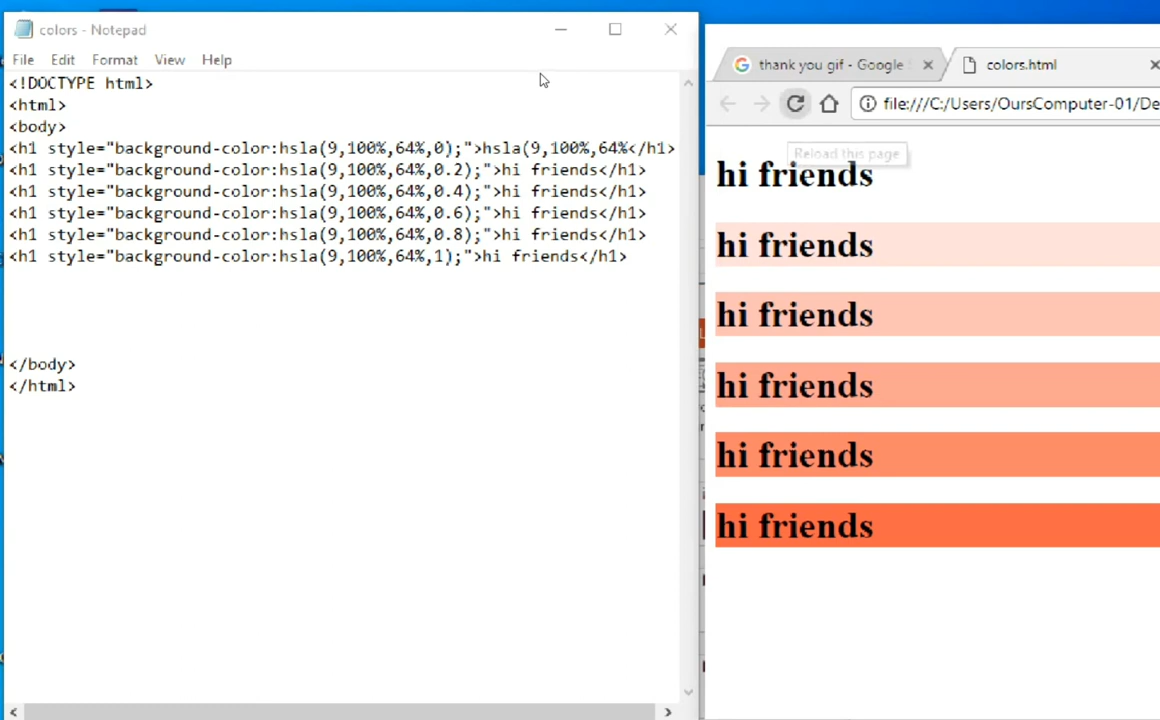 colors - Notepad
File Edit Format View Help
<!DOCTYPE html>
<html>
<body>
<h1 style="background-color:hsla(9,100%,64%,0);">hsla(9,100%,64%</h1>
<h1 style="background-color:hsla(9,100%,64%,0.2);">hi friends</h1>
<h1 style="background-color:hsla(9,100%,64%,0.4);">hi friends</h1>
<h1 style="background-color:hsla(9,100%,64%,0.6);">hi friends</h1>
<h1 style="background-color:hsla(9,100%,64%,0.8);">hi friends</h1>
<h1 style="background-color:hsla(9,100%,64%,1);">hi friends</h1>
</body>
</html>
thank you gif - Google
colors.html
file:///C:/Users/OursComputer-01/De
Reload this page
hi friends
hi friends
hi friends
hi friends
hi friends
hi friends